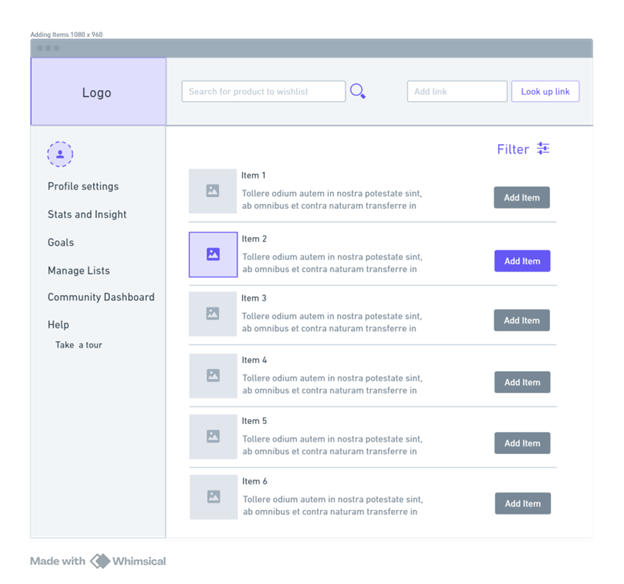 Adding Items 1080 x 960
Logo
Search for product to wishlist
Add link
Look up link
Filter
Profile settings
Stats and Insight
Goals
Manage Lists
Community Dashboard
Help
Take a tour
Item 1
Tollere odium autem in nostra potestate sint,
ab omnibus et contra naturam transferre in
Add Item
Item 2
Tollere odium autem in nostra potestate sint,
ab omnibus et contra naturam transferre in
Add Item
Item 3
Tollere odium autem in nostra potestate sint,
ab omnibus et contra naturam transferre in
Add Item
Item 4
Tollere odium autem in nostra potestate sint,
ab omnibus et contra naturam transferre in
Add Item
Item 5
Tollere odium autem in nostra potestate sint,
ab omnibus et contra naturam transferre in
Add Item
Item 6
Tollere odium autem in nostra potestate sint,
ab omnibus et contra naturam transferre in
Add Item
Made with Whimsical